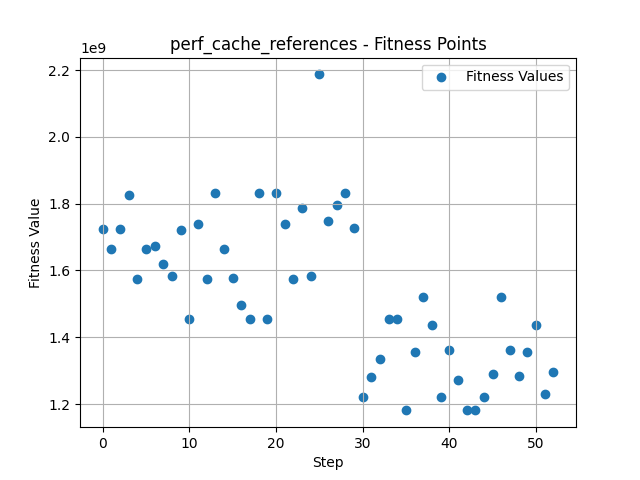 perf_cache_references - Fitness Points
1e9
Fitness Values
2.2
2.0
1.8
1.6
1.4
1.2
Fitness Value
0 10 20 30 40 50
Step